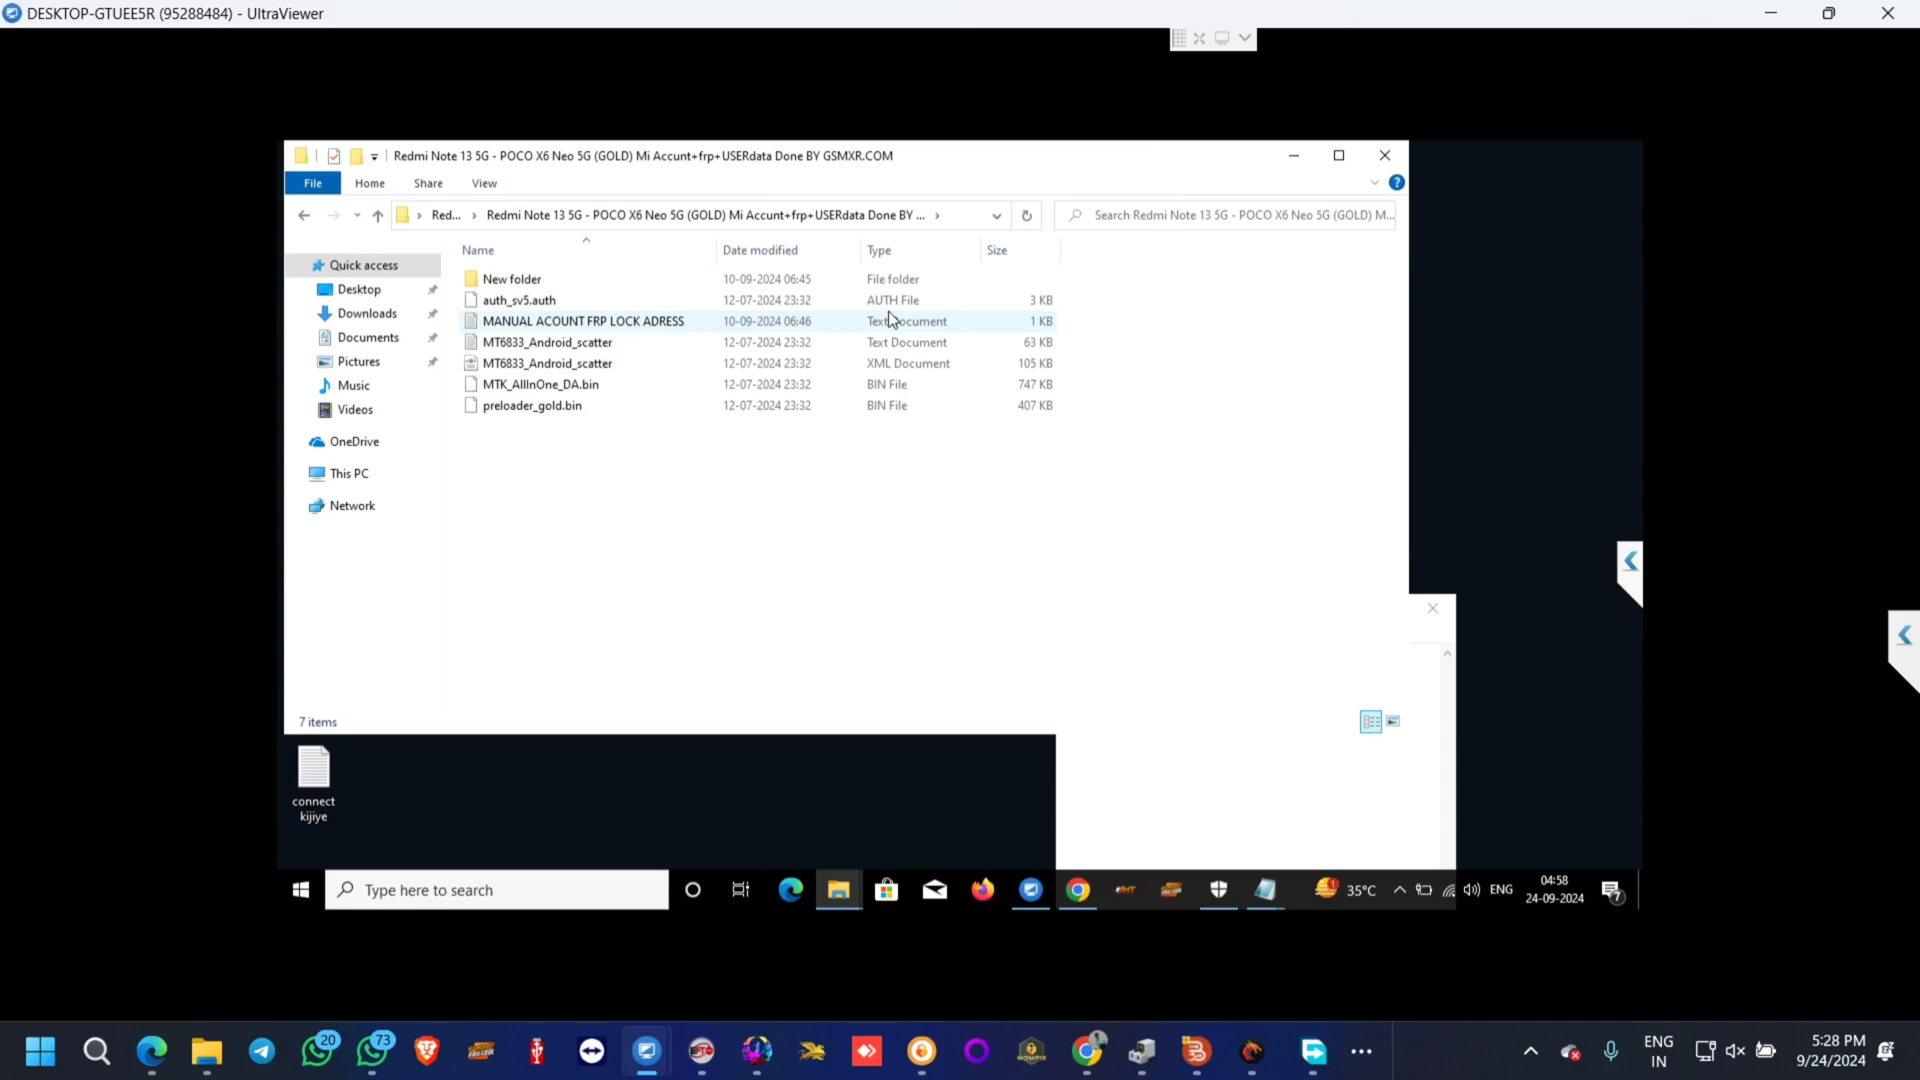 DESKTOP-GTUEE5R (95288484) - UltraViewer
Redmi Note 13 5G - POCO X6 Neo 5G (GOLD) Mi Accunt+frp+USERdata Done BY GSMXR.COM
File Home Share View
Red... › Redmi Note 13 5G - POCO X6 Neo 5G (GOLD) Mi Accunt+frp+USERdata Done BY ... ›
Search Redmi Note 13 5G - POCO X6 Neo 5G (GOLD) M...
Name Date modified Type Size
Quick access
Desktop
Downloads
Documents
Pictures
Music
Videos
OneDrive
This PC
Network
New folder 10-09-2024 06:45 File folder
auth_sv5.auth 12-07-2024 23:32 AUTH File 3 KB
MANUAL ACOUNT FRP LOCK ADRESS 10-09-2024 06:46 Text Document 1 KB
MT6833_Android_scatter 12-07-2024 23:32 Text Document 63 KB
MT6833_Android_scatter 12-07-2024 23:32 XML Document 105 KB
MTK_AllInOne_DA.bin 12-07-2024 23:32 BIN File 747 KB
preloader_gold.bin 12-07-2024 23:32 BIN File 407 KB
7 items
connect
kijiye
Type here to search
35°C
ENG
04:58
24-09-2024
7
20
73
ENG
IN
5:28 PM
9/24/2024